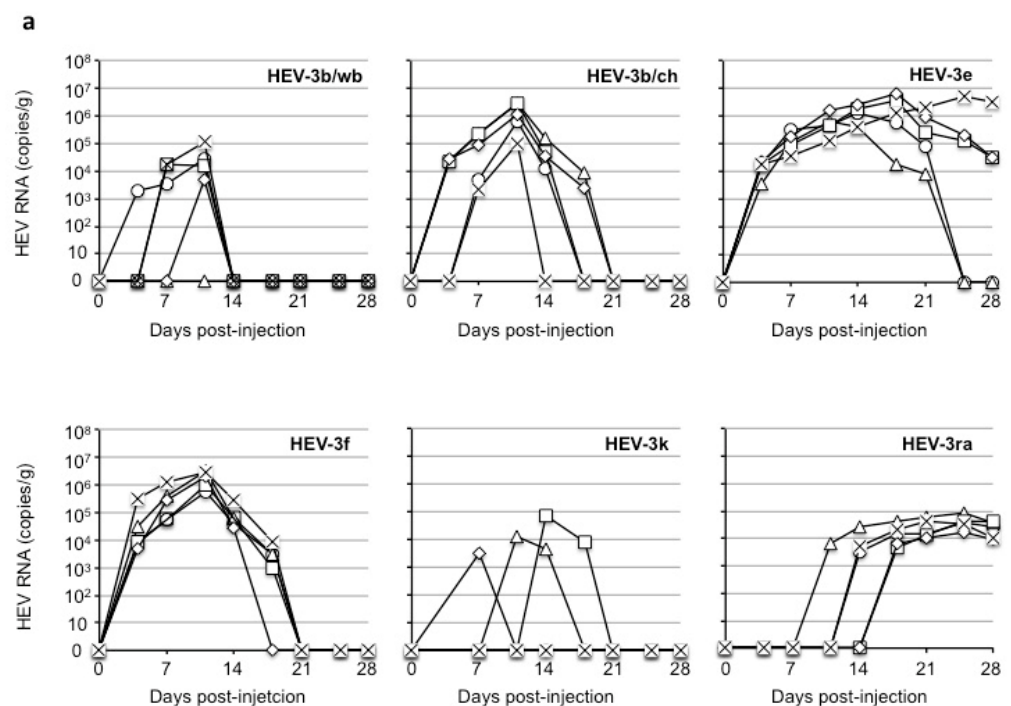 a
HEV-3b/wb
HEV RNA (copies/g)
10⁸
10⁷
10⁶
10⁵
10⁴
10³
10²
10
0
0 7 14 21 28
Days post-injection
HEV-3b/ch
0 7 14 21 28
Days post-injection
HEV-3e
0 7 14 21 28
Days post-injection
HEV-3f
HEV RNA (copies/g)
10⁸
10⁷
10⁶
10⁵
10⁴
10³
10²
10
0
0 7 14 21 28
Days post-injetcion
HEV-3k
0 7 14 21 28
Days post-injection
HEV-3ra
0 7 14 21 28
Days post-injection